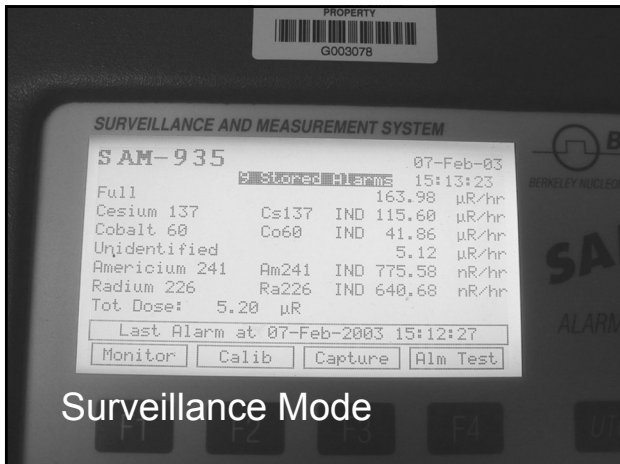 PROPERTY
G003078
SURVEILLANCE AND MEASUREMENT SYSTEM
SAM-935 07-Feb-03
9 Stored Alarms 15:13:23
Full 163.98 µR/hr
Cesium 137 Cs137 IND 115.60 µR/hr
Cobalt 60 Co60 IND 41.86 µR/hr
Unidentified 5.12 µR/hr
Americium 241 Am241 IND 775.58 nR/hr
Radium 226 Ra226 IND 640.68 nR/hr
Tot Dose: 5.20 µR
Last Alarm at 07-Feb-2003 15:12:27
Monitor Calib Capture Alm Test
B
BERKELEY NUCLEO
SA
ALARM
Surveillance Mode
F1 F2 F3 F4